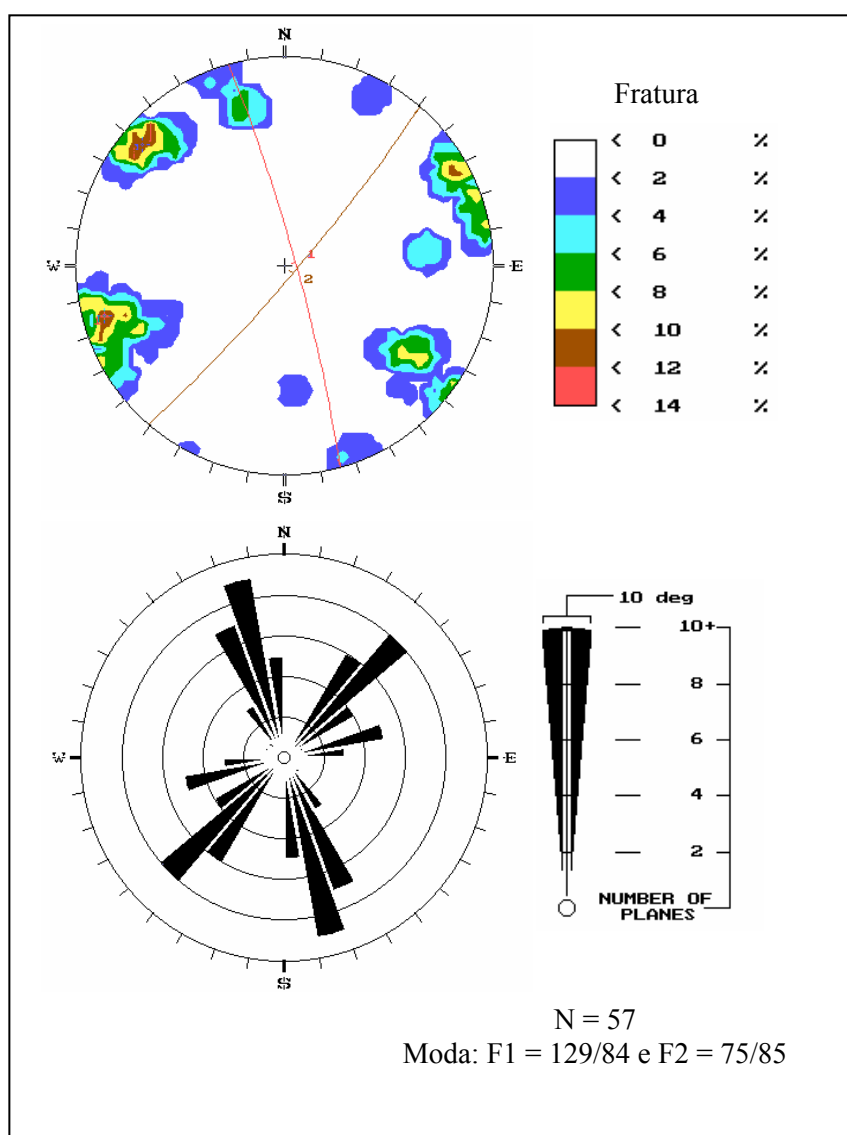 N
Fratura
< 0 %
< 2 %
< 4 %
< 6 %
< 8 %
< 10 %
< 12 %
< 14 %
W
E
1
2
S
N
W
E
S
10 deg
10+
8
6
4
2
NUMBER OF
PLANES
N = 57
Moda: F1 = 129/84 e F2 = 75/85